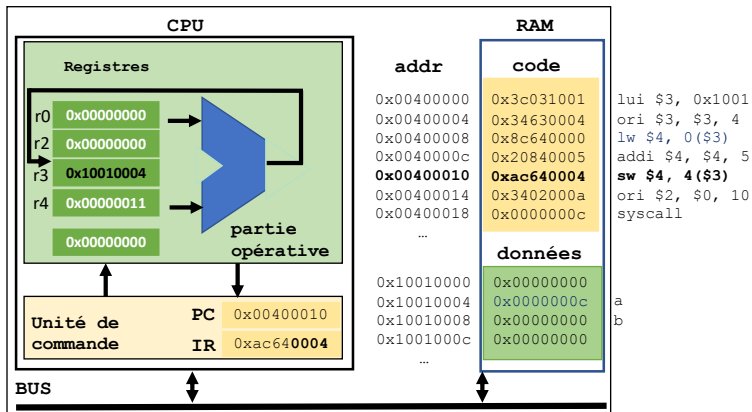 CPU
RAM
Registres
addr
code
r0 0x00000000
r2 0x00000000
r3 0x10010004
r4 0x00000011
0x00000000
partie
opérative
0x00400000 0x3c031001 lui $3, 0x1001
0x00400004 0x34630004 ori $3, $3, 4
0x00400008 0x8c640000 lw $4, 0($3)
0x0040000c 0x20840005 addi $4, $4, 5
0x00400010 0xac640004 sw $4, 4($3)
0x00400014 0x3402000a ori $2, $0, 10
0x00400018 0x0000000c syscall
…
données
0x10010000 0x00000000
0x10010004 0x0000000c a
0x10010008 0x00000000 b
0x1001000c 0x00000000
…
Unité de
commande
PC 0x00400010
IR 0xac640004
BUS